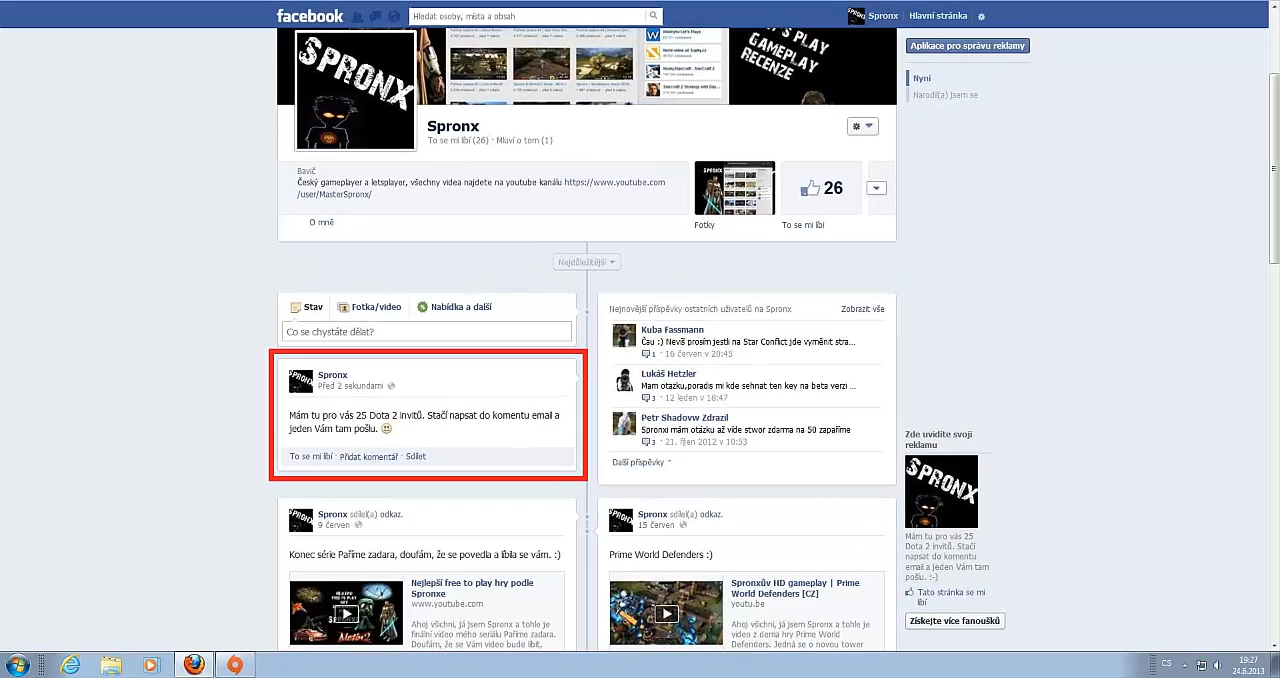 facebook
Hledat osoby, místa a obsah
Spronx
Hlavní stránka
SPRONX
S PLAY
GAMEPLAY
RECENZE
Aplikace pro správu reklamy
Nyní
Narodil(a) jsem se
Spronx
To se mi líbí (26) · Mluví o tom (1)
Bavič
Český gameplayer a letsplayer, všechny videa najdete na youtube kanálu https://www.youtube.com
/user/MasterSpronx/
O mně
SPRONX
Fotky
26
To se mi líbí
Nejdůležitější
Stav
Fotka/video
Nabídka a další
Co se chystáte dělat?
Spronx
Před 2 sekundami
Mám tu pro vás 25 Dota 2 invitů. Stačí napsat do komentu email a
jeden Vám tam pošlu.
To se mi líbí · Přidat komentář · Sdílet
Nejnovější příspěvky ostatních uživatelů na Spronx
Zobrazit vše
Kuba Fassmann
Čau :) Nevíš prosím jestli na Star Conflict jde vyměnit stra...
1 · 16 červen v 20:45
Lukáš Hetzler
Mam otazku,poradis mi kde sehnat ten key na beta verzi ...
3 · 12 leden v 18:47
Petr Shadovw Zdrazil
Spronxi mám otázku až vide stvor zdarma na 50 zapaříme
3 · 21. říjen 2012 v 10:53
Další příspěvky
Spronx sdílel(a) odkaz.
9 červen
Konec série Paříme zadara, doufám, že se povedla a líbila se vám. :)
Nejlepší free to play hry podle
Spronxe
www.youtube.com
Ahoj všichni, já jsem Spronx a tohle je
finální video mého seriálu Paříme zadara.
Doufám, že se Vám video bude líbit,
Spronx sdílel(a) odkaz.
15 červen
Prime World Defenders :)
Spronxův HD gameplay | Prime
World Defenders [CZ]
youtu.be
Ahoj všichni, já jsem Spronx a tohle je
video z dema hry Prime World
Defenders. Jedná se o novou tower
Zde uvidíte svoji
reklamu
SPRONX
Mám tu pro vás 25
Dota 2 invitů. Stačí
napsat do komentu
email a jeden Vám tam
pošlu. :-)
Tato stránka se mi
líbí
Získejte více fanoušků
CS
19:27
24.6.2013